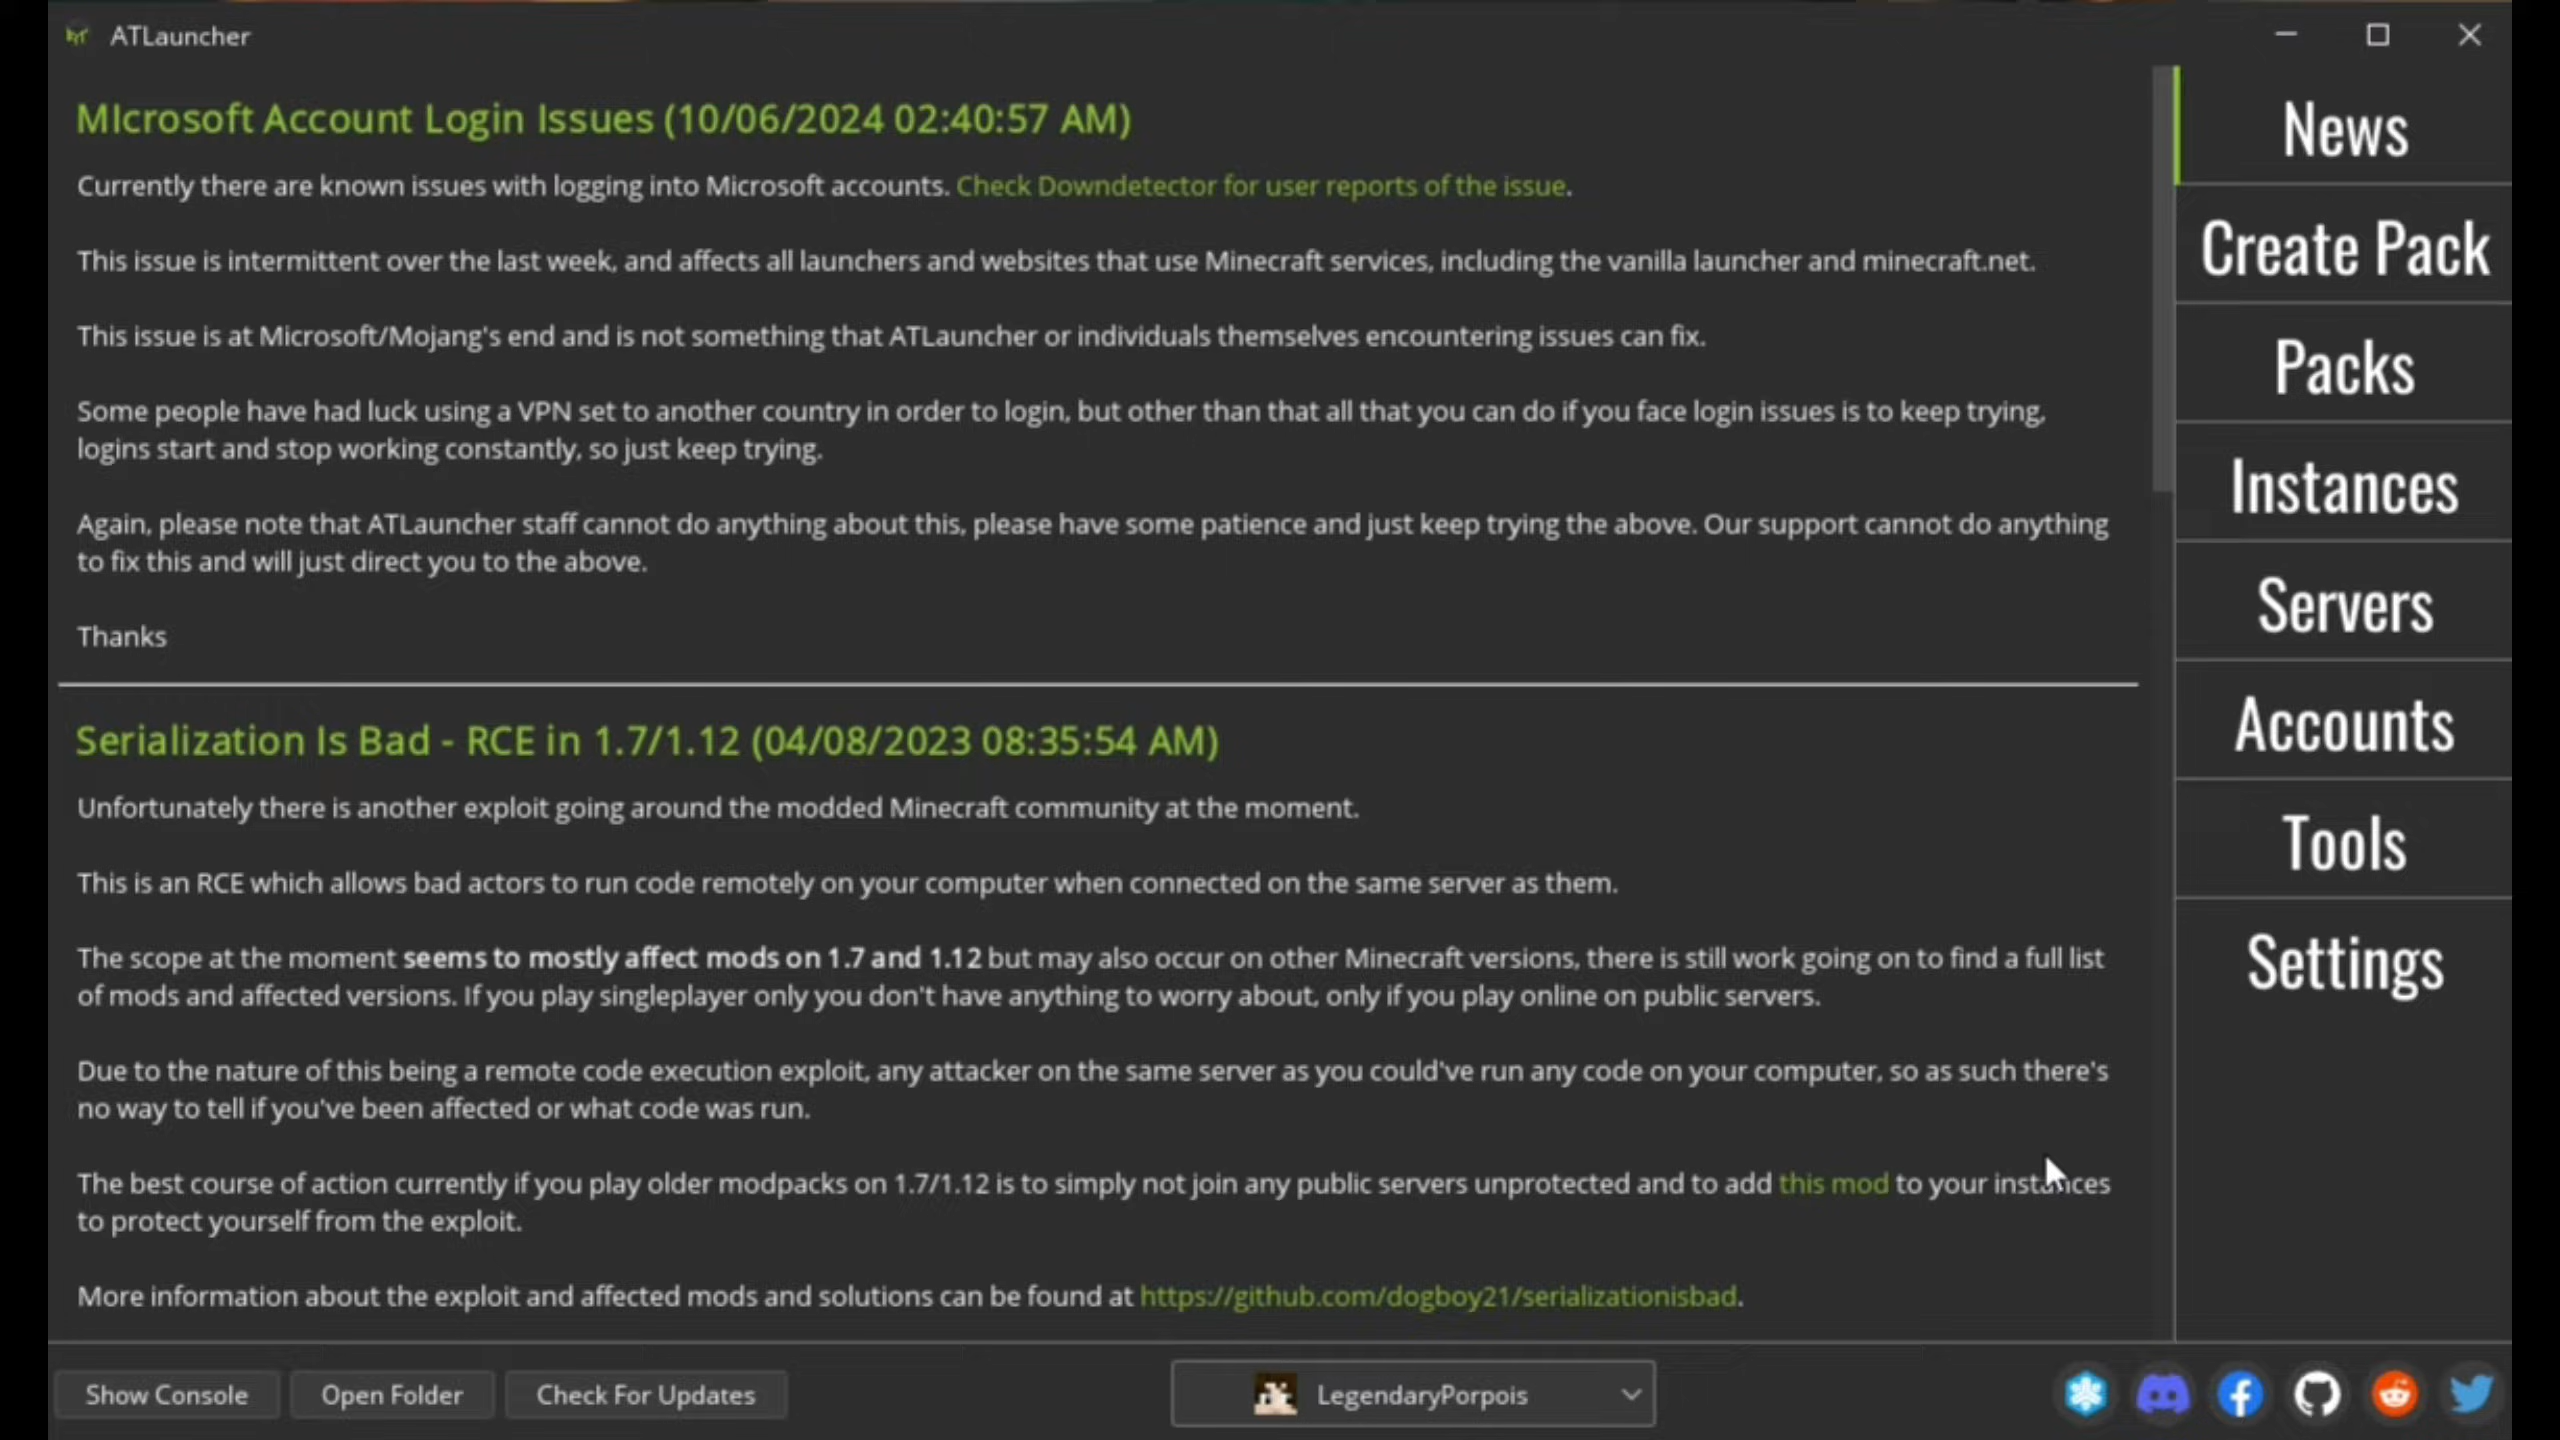 ATLauncher
MIcrosoft Account Login Issues (10/06/2024 02:40:57 AM)
Currently there are known issues with logging into Microsoft accounts. Check Downdetector for user reports of the issue.
This issue is intermittent over the last week, and affects all launchers and websites that use Minecraft services, including the vanilla launcher and minecraft.net.
This issue is at Microsoft/Mojang's end and is not something that ATLauncher or individuals themselves encountering issues can fix.
Some people have had luck using a VPN set to another country in order to login, but other than that all that you can do if you face login issues is to keep trying,
logins start and stop working constantly, so just keep trying.
Again, please note that ATLauncher staff cannot do anything about this, please have some patience and just keep trying the above. Our support cannot do anything
to fix this and will just direct you to the above.
Thanks
Serialization Is Bad - RCE in 1.7/1.12 (04/08/2023 08:35:54 AM)
Unfortunately there is another exploit going around the modded Minecraft community at the moment.
This is an RCE which allows bad actors to run code remotely on your computer when connected on the same server as them.
The scope at the moment seems to mostly affect mods on 1.7 and 1.12 but may also occur on other Minecraft versions, there is still work going on to find a full list
of mods and affected versions. If you play singleplayer only you don't have anything to worry about, only if you play online on public servers.
Due to the nature of this being a remote code execution exploit, any attacker on the same server as you could've run any code on your computer, so as such there's
no way to tell if you've been affected or what code was run.
The best course of action currently if you play older modpacks on 1.7/1.12 is to simply not join any public servers unprotected and to add this mod to your instances
to protect yourself from the exploit.
More information about the exploit and affected mods and solutions can be found at https://github.com/dogboy21/serializationisbad.
News
Create Pack
Packs
Instances
Servers
Accounts
Tools
Settings
Show Console
Open Folder
Check For Updates
LegendaryPorpois